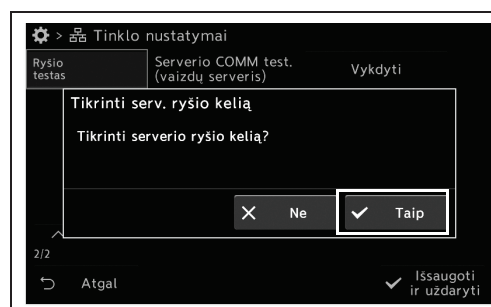 > Tinklo nustatymai
Ryšio
testas
Serverio COMM test.
(vaizdų serveris)
Vykdyti
Tikrinti serv. ryšio kelią
Tikrinti serverio ryšio kelią?
Ne
Taip
2/2
Atgal
Išsaugoti
ir uždaryti